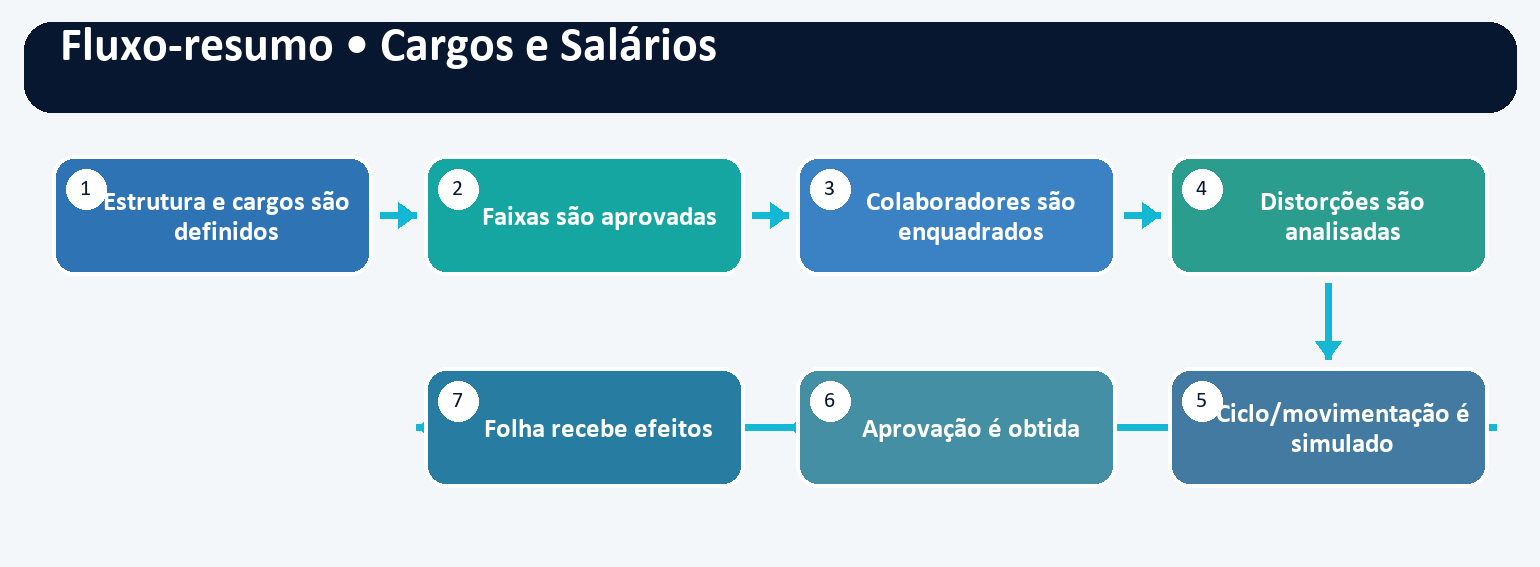 Fluxo-resumo • Cargos e Salários
1
Estrutura e cargos são
definidos
2
Faixas são aprovadas
3
Colaboradores são
enquadrados
4
Distorções são
analisadas
5
Ciclo/movimentação é
simulado
6
Aprovação é obtida
7
Folha recebe efeitos